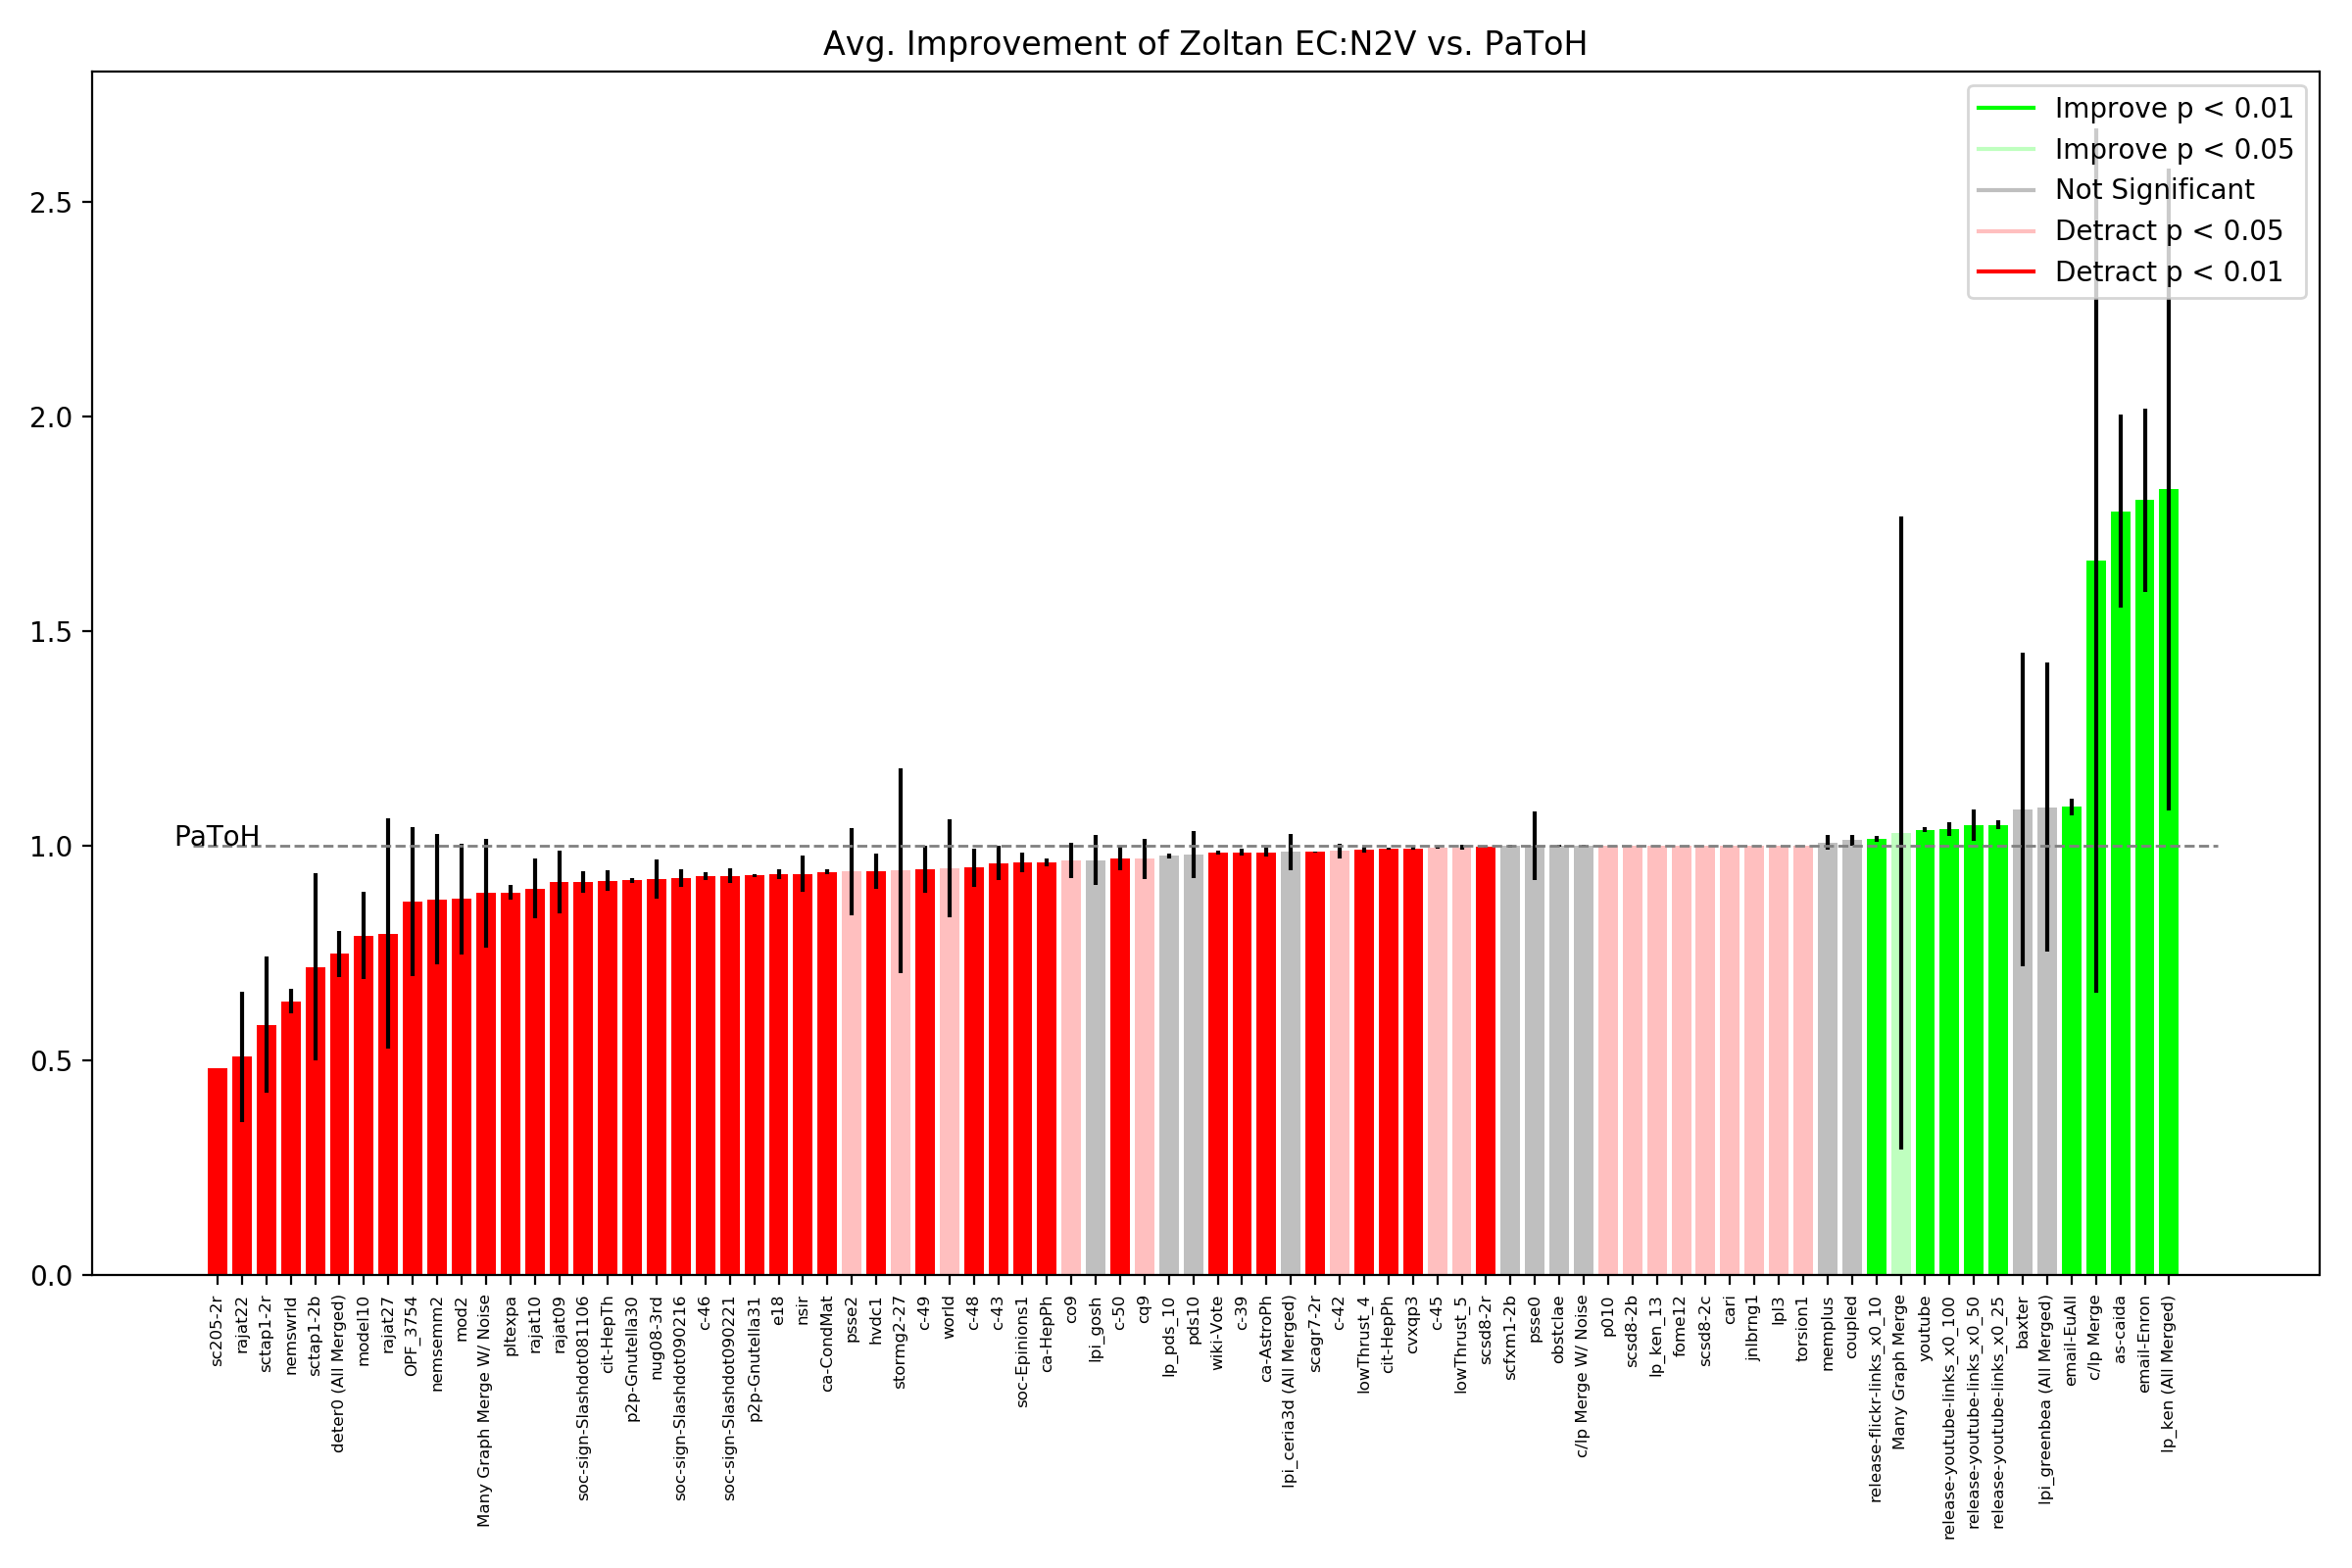 Avg. Improvement of Zoltan EC:N2V vs. PaToH
Improve p < 0.01
Improve p < 0.05
Not Significant
Detract p < 0.05
Detract p < 0.01
2.5
2.0
1.5
1.0
0.5
0.0
PaToH
sc205-2r
rajat22
sctap1-2r
nemswrld
sctap1-2b
deter0 (All Merged)
model10
rajat27
OPF_3754
nemsemm2
mod2
Many Graph Merge W/ Noise
pltexpa
rajat10
rajat09
soc-sign-Slashdot081106
cit-HepTh
p2p-Gnutella30
nug08-3rd
soc-sign-Slashdot090216
c-46
soc-sign-Slashdot090221
p2p-Gnutella31
e18
nsir
ca-CondMat
psse2
hvdc1
stormg2-27
c-49
world
c-48
c-43
soc-Epinions1
ca-HepPh
co9
lpi_gosh
c-50
cq9
lp_pds_10
pds10
wiki-Vote
c-39
ca-AstroPh
lpi_ceria3d (All Merged)
scagr7-2r
c-42
lowThrust_4
cit-HepPh
cvxqp3
c-45
lowThrust_5
scsd8-2r
scfxm1-2b
psse0
obstclae
c/lp Merge W/ Noise
p010
scsd8-2b
lp_ken_13
fome12
scsd8-2c
cari
jnlbrng1
lpl3
torsion1
memplus
coupled
release-flickr-links_x0_10
Many Graph Merge
youtube
release-youtube-links_x0_100
release-youtube-links_x0_50
release-youtube-links_x0_25
baxter
lpi_greenbea (All Merged)
email-EuAll
c/lp Merge
as-caida
email-Enron
lp_ken (All Merged)